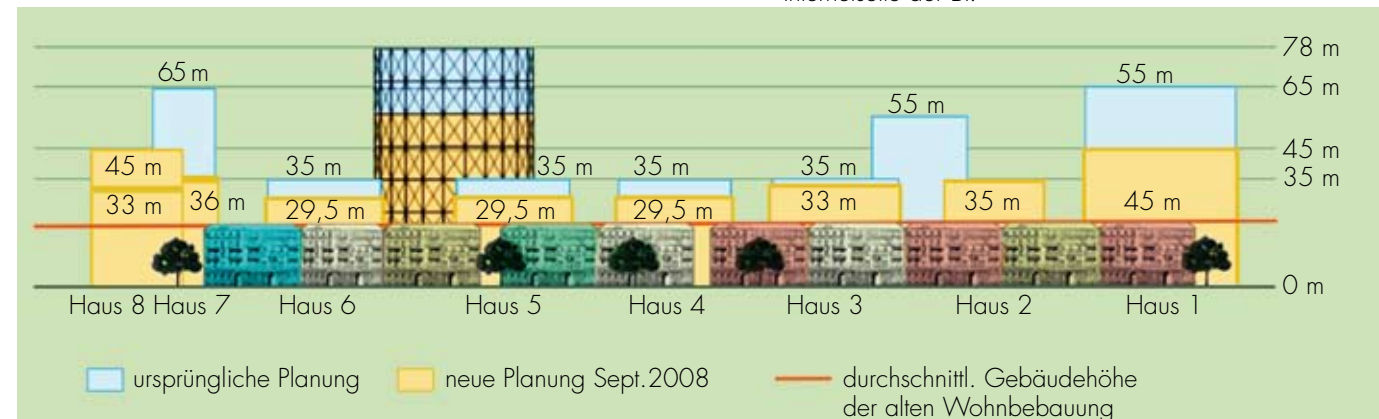 78 m
65 m
55 m
65 m
55 m
45 m
35 m
45 m
35 m
35 m
35 m
35 m
33 m
36 m
29,5 m
29,5 m
29,5 m
33 m
35 m
45 m
0 m
Haus 8 Haus 7 Haus 6 Haus 5 Haus 4 Haus 3 Haus 2 Haus 1
ursprüngliche Planung
neue Planung Sept.2008
durchschnittl. Gebäudehöhe
der alten Wohnbebauung